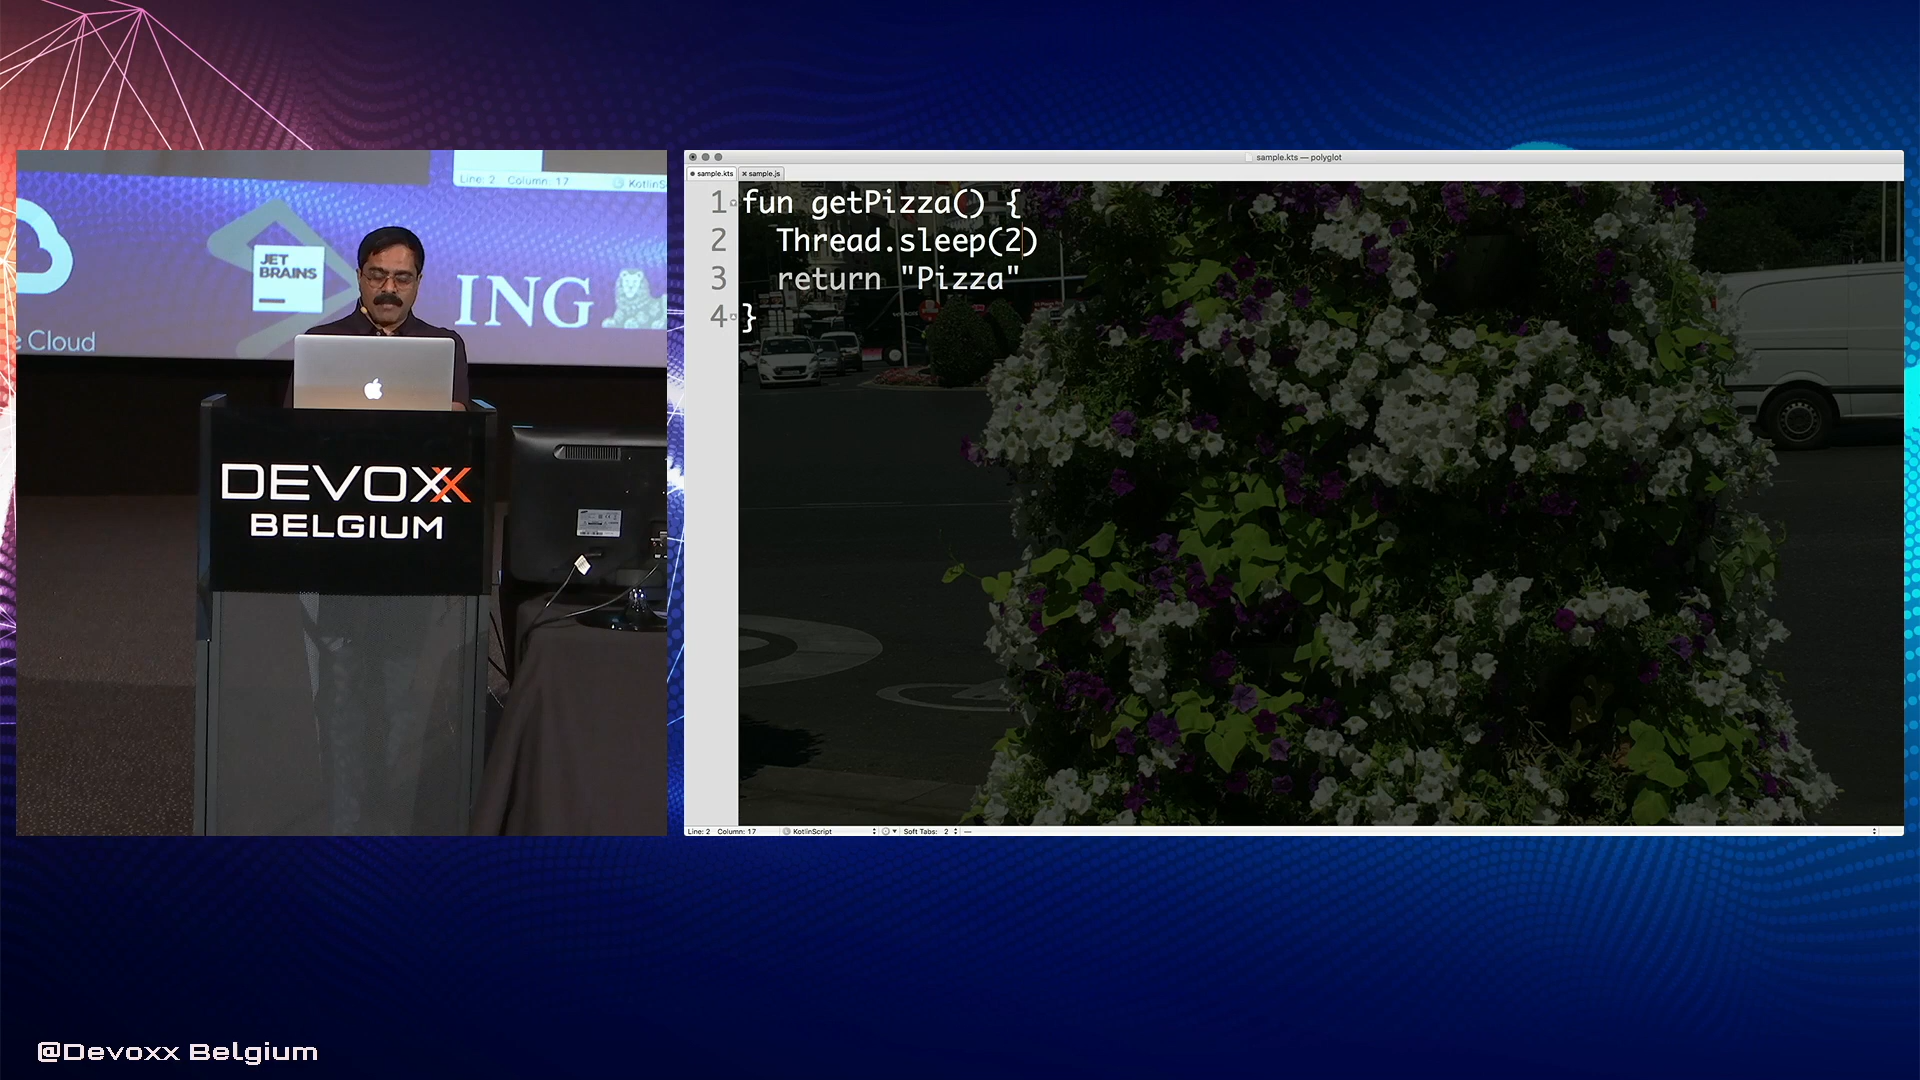 Line: 2 Column: 17 KotlinS
JET
BRAINS
ING
e Cloud
DEVOXX
BELGIUM
sample.kts — polyglot
sample.kts
sample.js
1 fun getPizza() {
2 Thread.sleep(2)
3 return "Pizza"
4 }
Line: 2 Column: 17 KotlinScript Soft Tabs: 2 —
@Devoxx Belgium